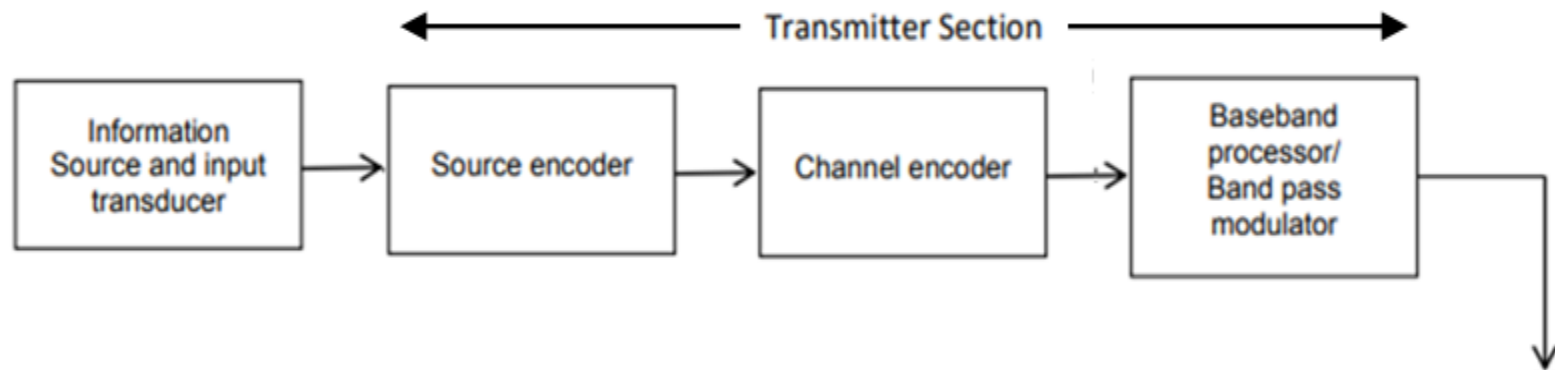 Transmitter Section
Information
Source and input
transducer
Source encoder
Channel encoder
Baseband
processor/
Band pass
modulator